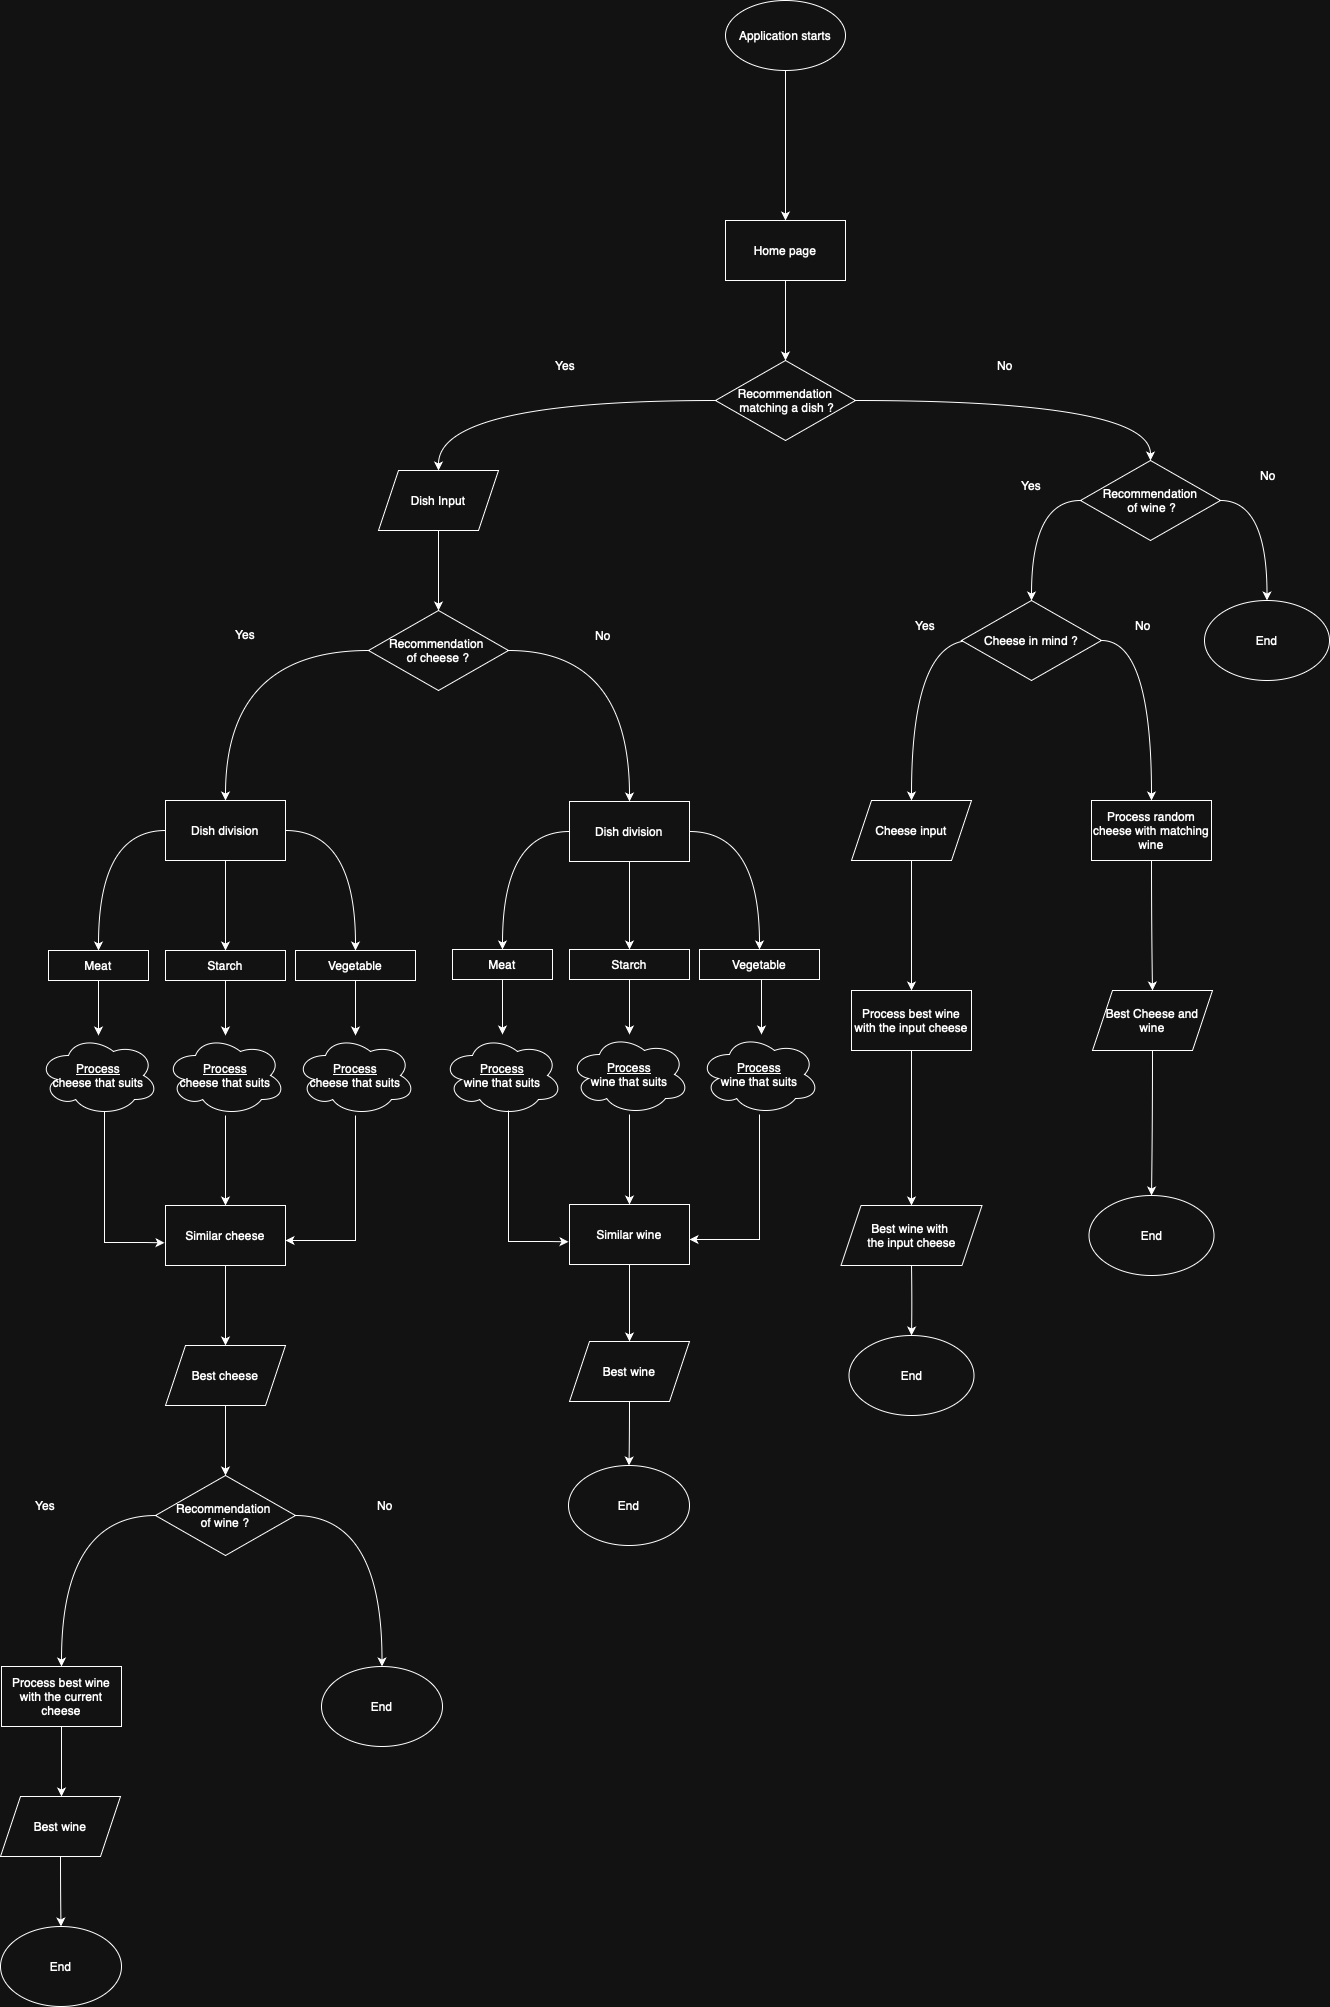 Application starts
Home page
Yes
No
Recommendation
matching a dish ?
Dish Input
Yes
No
Recommendation
of wine ?
Yes
No
Recommendation
of cheese ?
Yes
No
Cheese in mind ?
End
Dish division
Dish division
Cheese input
Process random
cheese with matching
wine
Meat
Starch
Vegetable
Meat
Starch
Vegetable
Process best wine
with the input cheese
Best Cheese and
wine
Process
cheese that suits
Process
cheese that suits
Process
cheese that suits
Process
wine that suits
Process
wine that suits
Process
wine that suits
Similar cheese
Similar wine
Best wine with
the input cheese
End
Best cheese
Best wine
End
Yes
No
Recommendation
of wine ?
End
Process best wine
with the current
cheese
End
Best wine
End